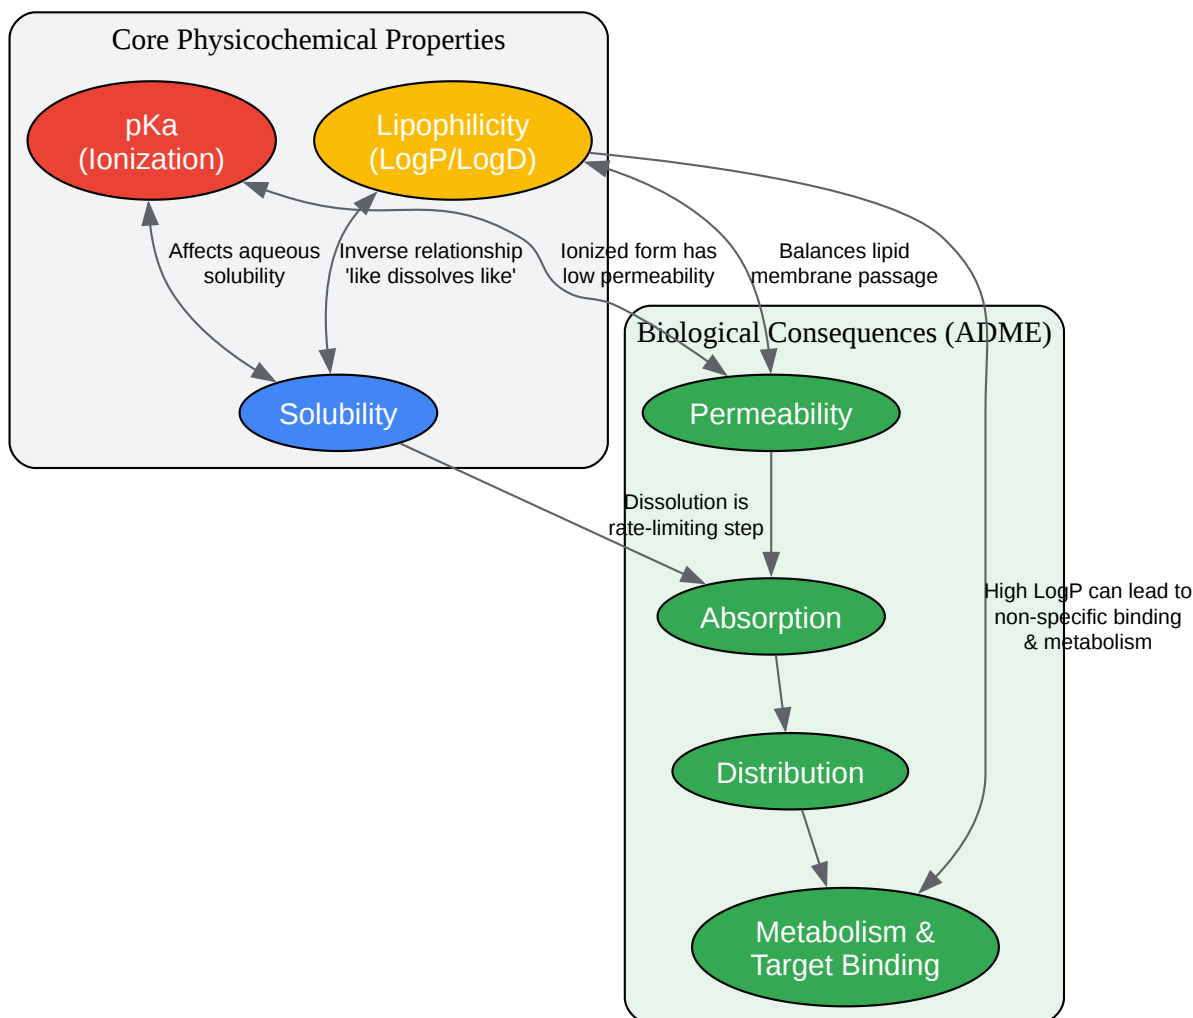 Core Physicochemical Properties
pKa
(Ionization)
Lipophilicity
(LogP/LogD)
Affects aqueous
solubility
Inverse relationship
'like dissolves like'
Ionized form has
low permeability
Balances lipid
membrane passage
Biological Consequences (ADME)
Solubility
Permeability
Dissolution is
rate-limiting step
Absorption
High LogP can lead to
non-specific binding
& metabolism
Distribution
Metabolism &
Target Binding